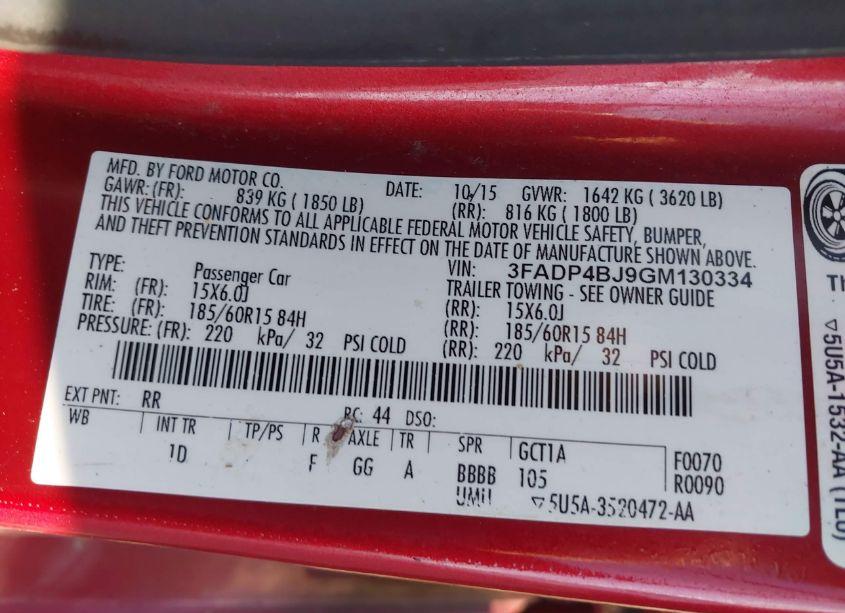 MFD. BY FORD MOTOR CO. DATE: 10/15 GVWR: 1642 KG ( 3620 LB)
GAWR:(FR): 839 KG ( 1850 LB) (RR): 816 KG ( 1800 LB)
THIS VEHICLE CONFORMS TO ALL APPLICABLE FEDERAL MOTOR VEHICLE SAFETY, BUMPER,
AND THEFT PREVENTION STANDARDS IN EFFECT ON THE DATE OF MANUFACTURE SHOWN ABOVE.
VIN: 3FADP4BJ9GM130334
TYPE: Passenger Car TRAILER TOWING - SEE OWNER GUIDE
RIM: (FR): 15X6.0J (RR): 15X6.0J
TIRE: (FR): 185/60R15 84H (RR): 185/60R15 84H
PRESSURE: (FR): 220 kPa/ 32 PSI COLD (RR): 220 kPa/ 32 PSI COLD
EXT PNT: RR RC: 44 DSO:
WB INT TR TP/PS R AXLE TR SPR GCT1A F0070
1D F GG A BBBB 105 R0090
▽5U5A-3520472-AA
▽5U5A-1532-AA